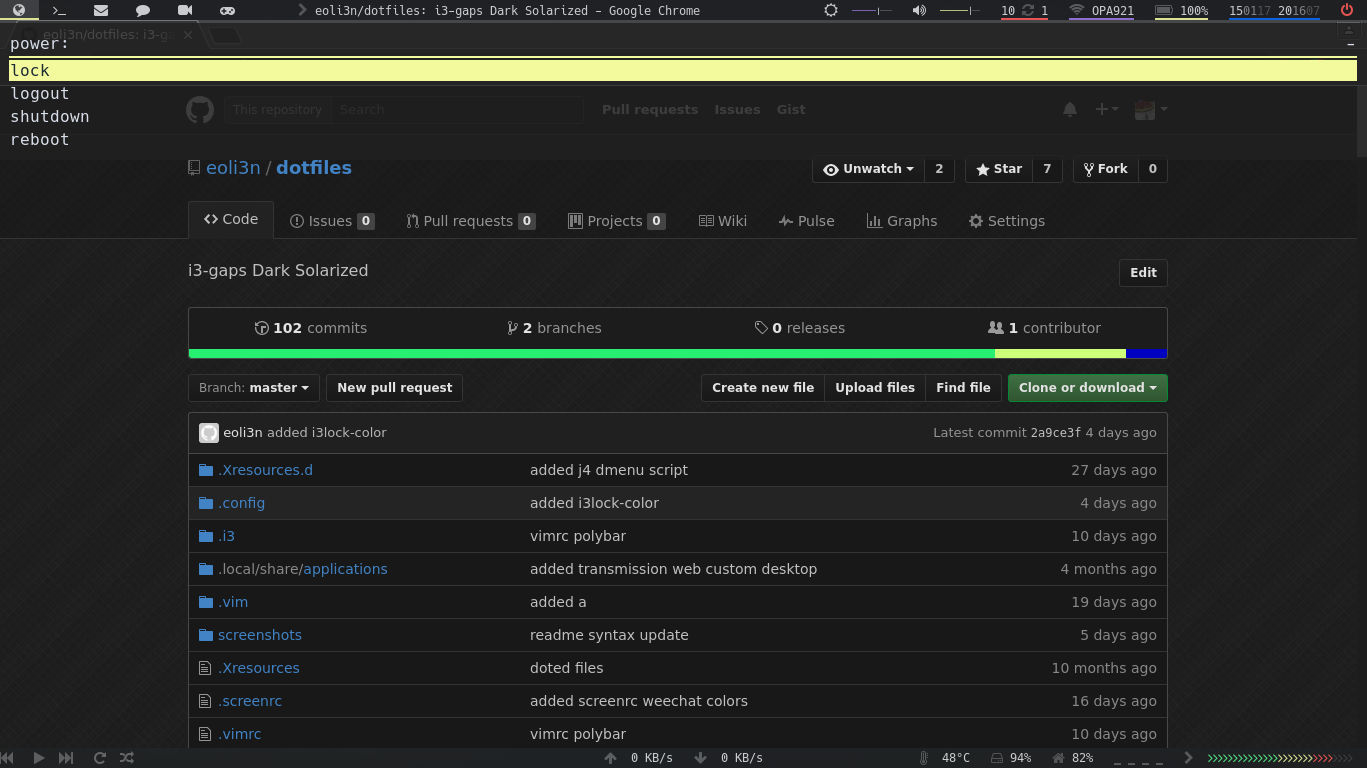 eoli3n/dotfiles: i3-gaps Dark Solarized - Google Chrome 10 1 OPA921 100% 150117 201607
eoli3n/dotfiles: i3-ga
power:
lock
logout
shutdown
reboot
This repository Search Pull requests Issues Gist
eoli3n / dotfiles Unwatch 2 Star 7 Fork 0
Code Issues 0 Pull requests 0 Projects 0 Wiki Pulse Graphs Settings
i3-gaps Dark Solarized Edit
102 commits 2 branches 0 releases 1 contributor
Branch: master New pull request Create new file Upload files Find file Clone or download
eoli3n added i3lock-color Latest commit 2a9ce3f 4 days ago
.Xresources.d added j4 dmenu script 27 days ago
.config added i3lock-color 4 days ago
.i3 vimrc polybar 10 days ago
.local/share/applications added transmission web custom desktop 4 months ago
.vim added a 19 days ago
screenshots readme syntax update 5 days ago
.Xresources doted files 10 months ago
.screenrc added screenrc weechat colors 16 days ago
.vimrc vimrc polybar 10 days ago
0 KB/s 0 KB/s 48°C 94% 82%